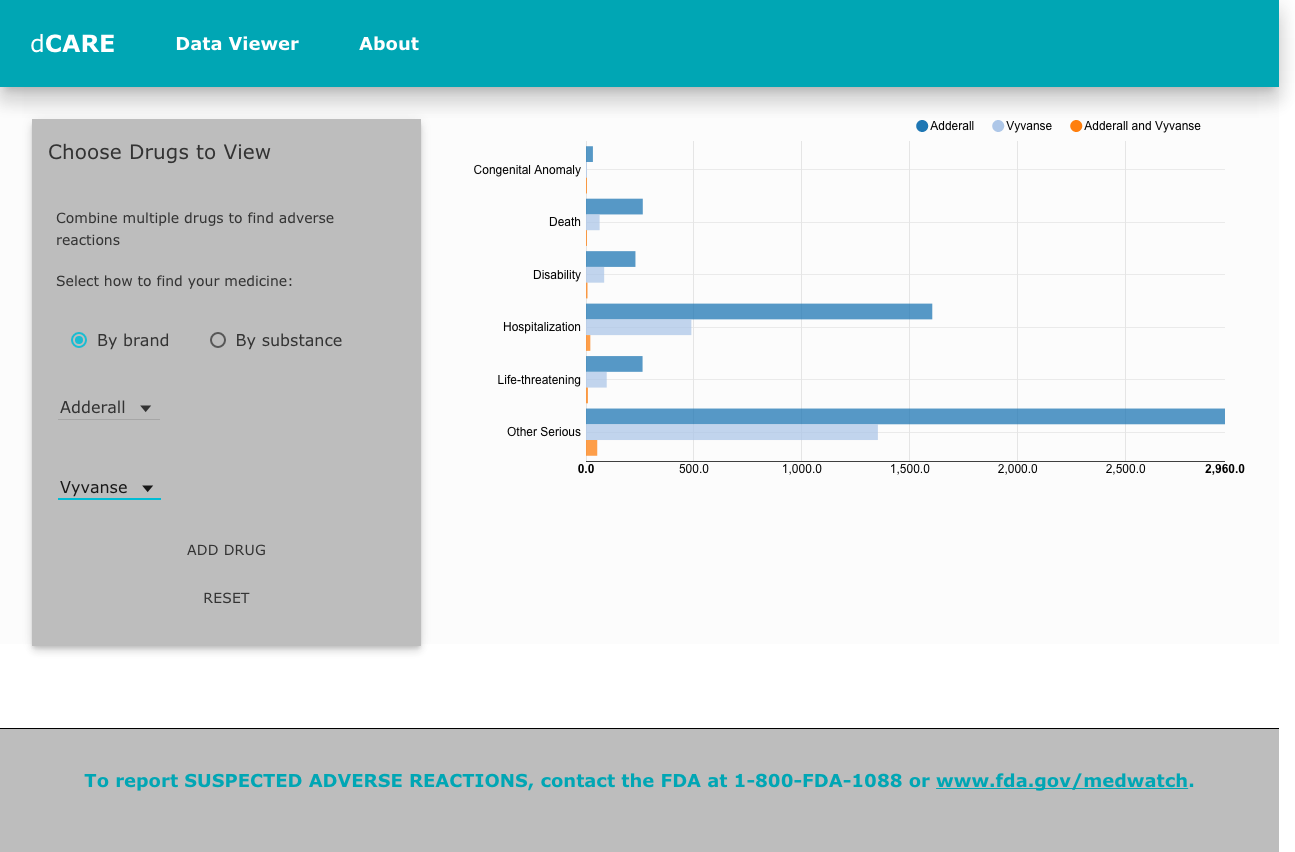 dCARE Data Viewer About
Choose Drugs to View
Combine multiple drugs to find adverse
reactions
Select how to find your medicine:
By brand By substance
Adderall
Vyvanse
ADD DRUG
RESET
Adderall Vyvanse Adderall and Vyvanse
Congenital Anomaly
Death
Disability
Hospitalization
Life-threatening
Other Serious
0.0 500.0 1,000.0 1,500.0 2,000.0 2,500.0 2,960.0
To report SUSPECTED ADVERSE REACTIONS, contact the FDA at 1-800-FDA-1088 or www.fda.gov/medwatch.